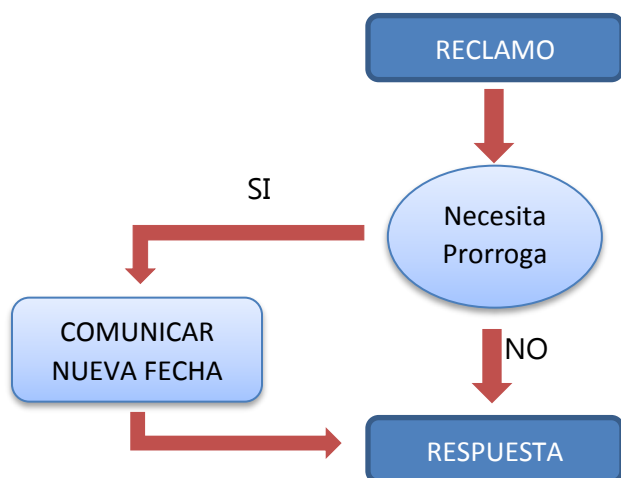 RECLAMO
SI
Necesita
Prorroga
COMUNICAR
NUEVA FECHA
NO
RESPUESTA